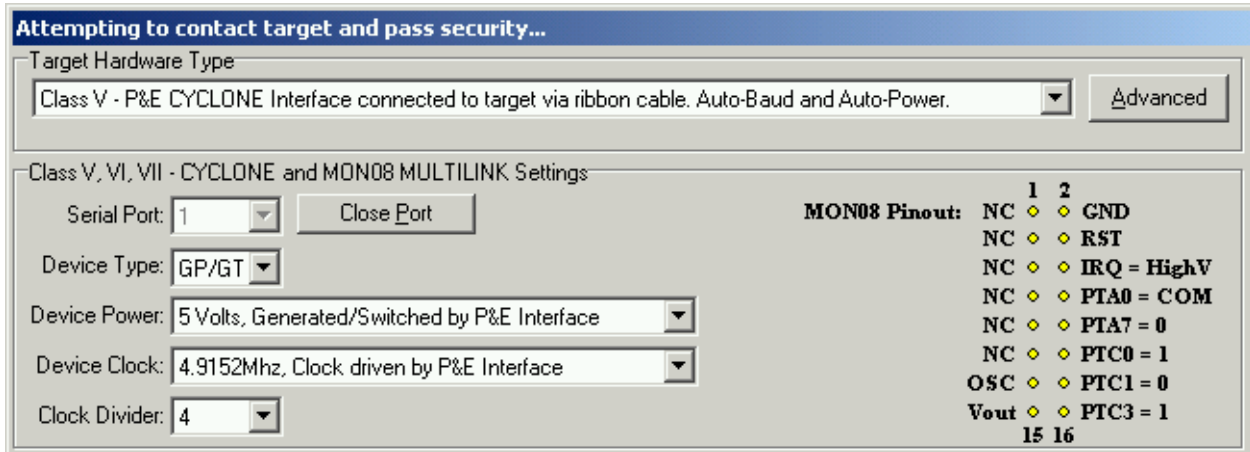 Attempting to contact target and pass security...
Target Hardware Type
Class V - P&E CYCLONE Interface connected to target via ribbon cable. Auto-Baud and Auto-Power.
Advanced
Class V, VI, VII - CYCLONE and MON08 MULTILINK Settings
Serial Port: 1 Close Port
Device Type: GP/GT
Device Power: 5 Volts, Generated/Switched by P&E Interface
Device Clock: 4.9152Mhz, Clock driven by P&E Interface
Clock Divider: 4
1 2
MON08 Pinout: NC GND
NC RST
NC IRQ = HighV
NC PTA0 = COM
NC PTA7 = 0
NC PTC0 = 1
OSC PTC1 = 0
Vout PTC3 = 1
15 16